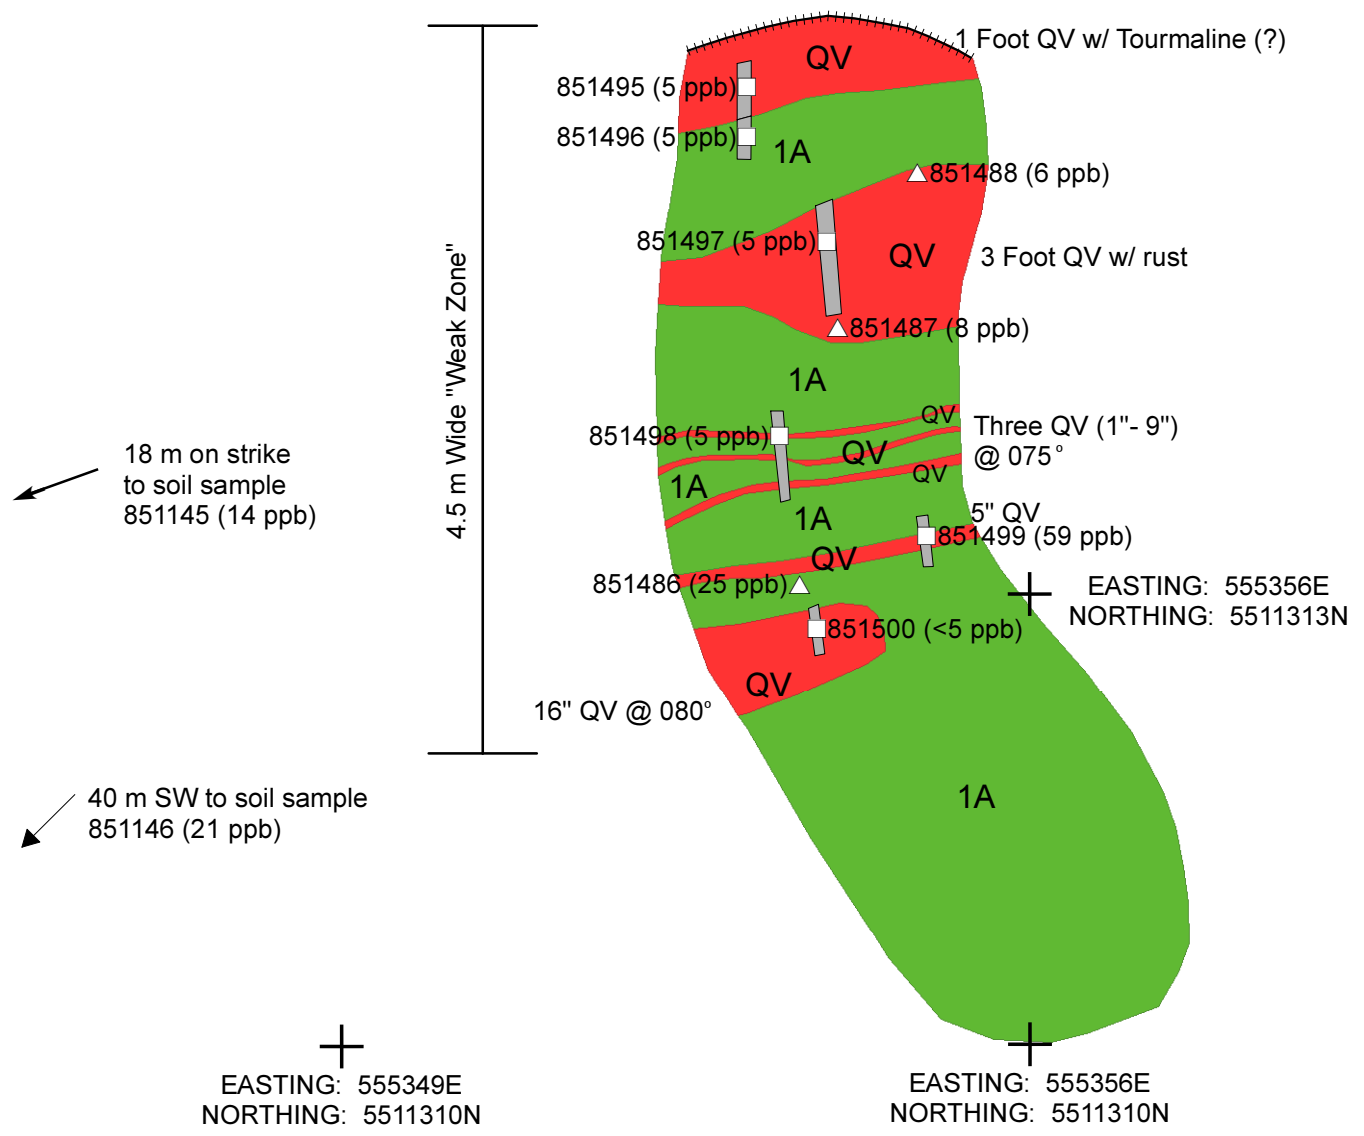 1 Foot QV w/ Tourmaline (?)
QV
851495 (5 ppb)
851496 (5 ppb)
1A
851488 (6 ppb)
851497 (5 ppb)
QV
3 Foot QV w/ rust
851487 (8 ppb)
4.5 m Wide "Weak Zone"
1A
QV
Three QV (1"- 9")
@ 075°
851498 (5 ppb)
QV
QV
1A
18 m on strike
to soil sample
851145 (14 ppb)
1A
5" QV
851499 (59 ppb)
QV
851486 (25 ppb)
EASTING: 555356E
NORTHING: 5511313N
851500 (<5 ppb)
QV
16" QV @ 080°
40 m SW to soil sample
851146 (21 ppb)
1A
EASTING: 555349E
NORTHING: 5511310N
EASTING: 555356E
NORTHING: 5511310N